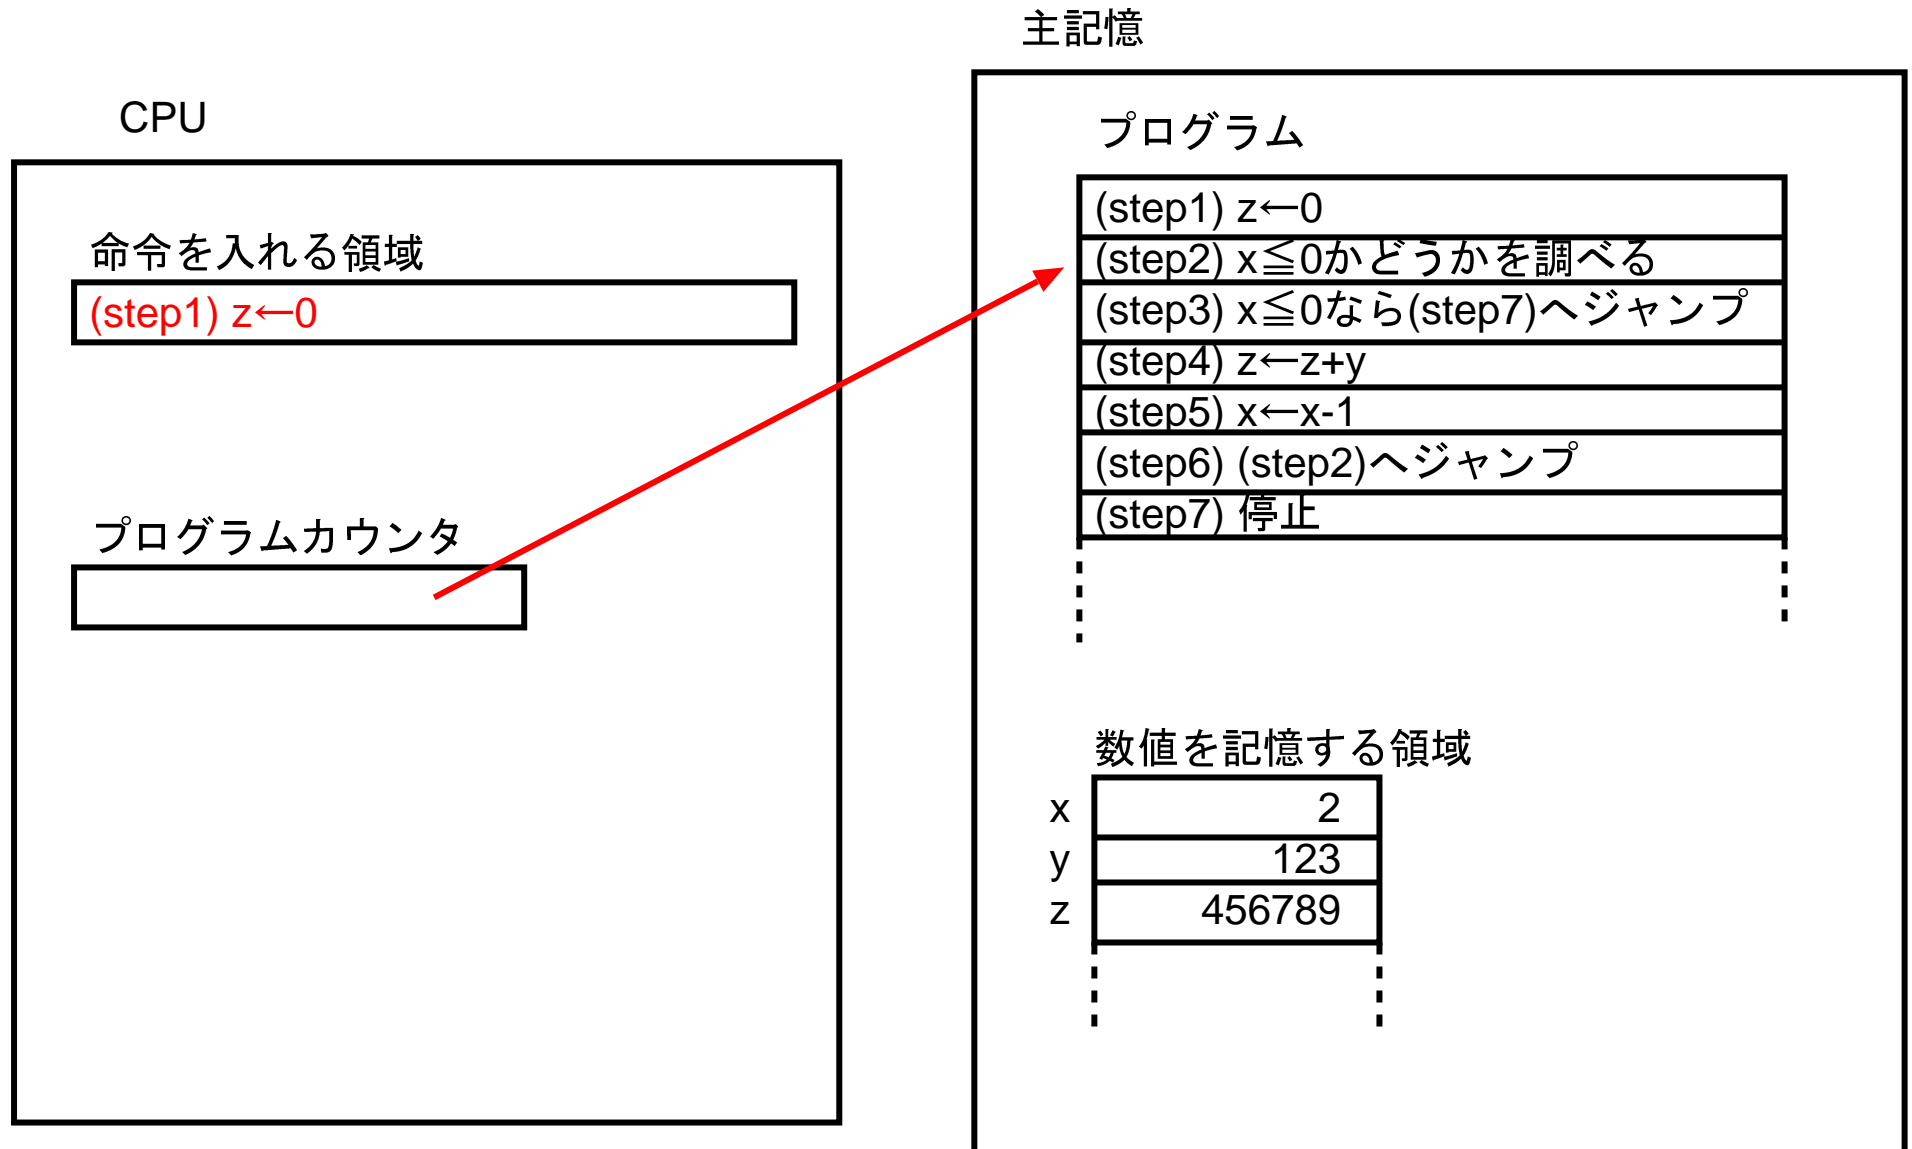 主記憶
CPU
プログラム
(step1) z←0
(step2) x≦0かどうかを調べる
(step3) x≦0なら(step7)へジャンプ
(step4) z←z+y
(step5) x←x-1
(step6) (step2)へジャンプ
(step7) 停止
命令を入れる領域
(step1) z←0
プログラムカウンタ
数値を記憶する領域
x 2
y 123
z 456789